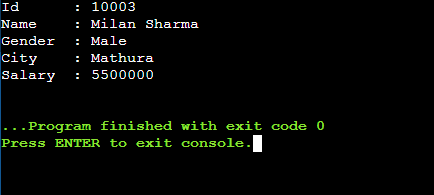 Id      : 10003
Name    : Milan Sharma
Gender  : Male
City    : Mathura
Salary  : 5500000
...Program finished with exit code 0
Press ENTER to exit console.